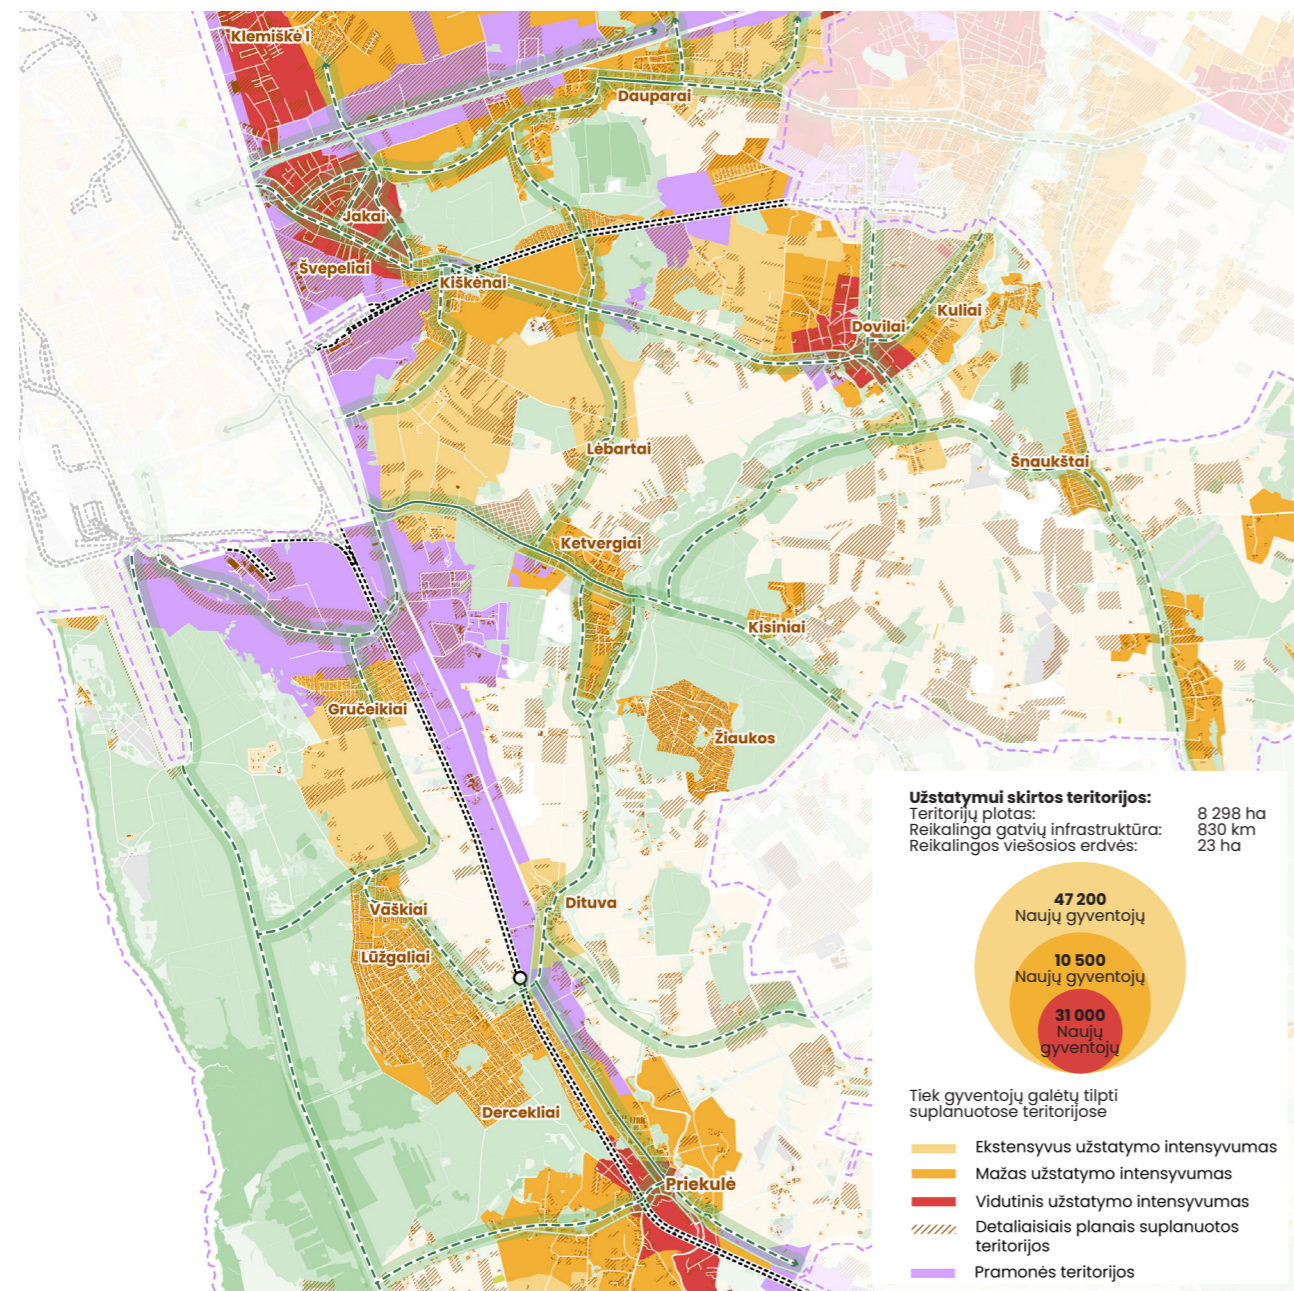 Klemiškė I
Dauparai
Jakai
Švepeliai
Kiškėnai
Kuliai
Dovilai
Lėbartai
Šnaukštai
Ketvergiai
Kisiniai
Gručeikiai
Žiaukos
Vaškiai
Dituva
Lūžgaliai
Dercekliai
Priekulė
Užstatymui skirtos teritorijos:
Teritorijų plotas: 8 298 ha
Reikalinga gatvių infrastruktūra: 830 km
Reikalingos viešosios erdvės: 23 ha
47 200
Naujų gyventojų
10 500
Naujų gyventojų
31 000
Naujų
gyventojų
Tiek gyventojų galėtų tilpti
suplanuotose teritorijose
Ekstensyvus užstatymo intensyvumas
Mažas užstatymo intensyvumas
Vidutinis užstatymo intensyvumas
Detaliaisiais planais suplanuotos
teritorijos
Pramonės teritorijos